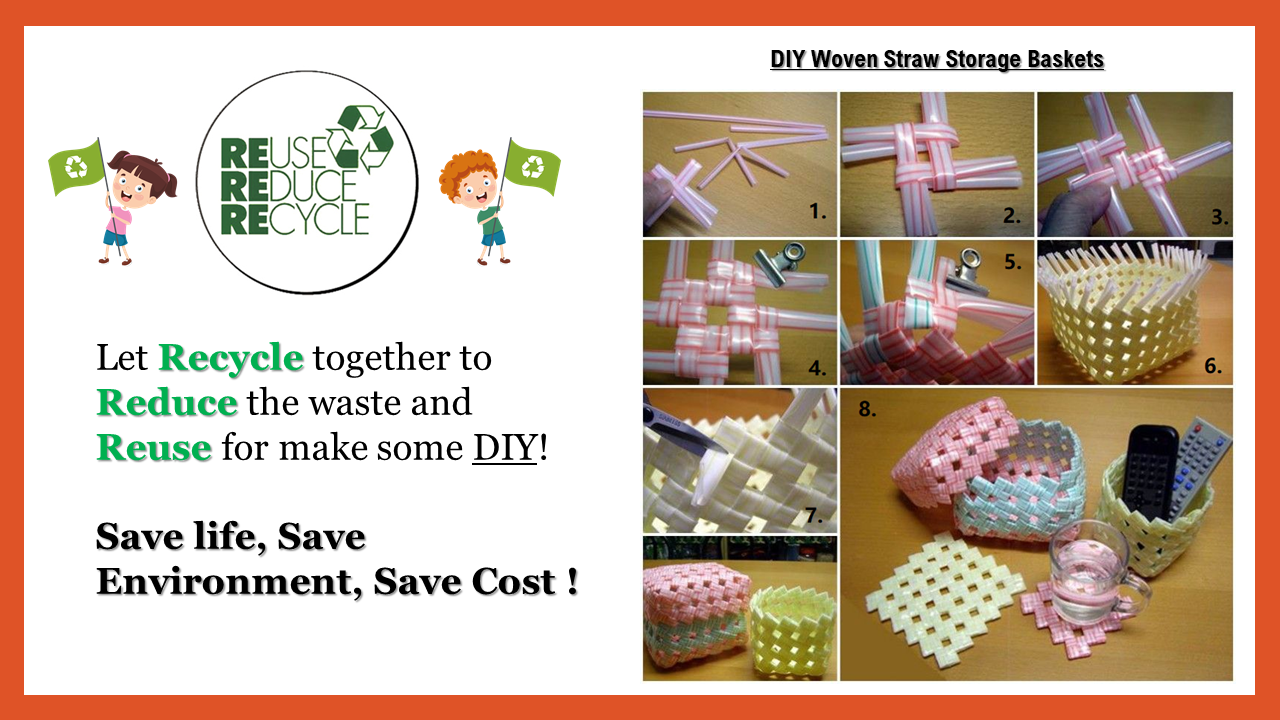 REUSE
REDUCE
RECYCLE
Let Recycle together to
Reduce the waste and
Reuse for make some DIY!
Save life, Save
Environment, Save Cost !
DIY Woven Straw Storage Baskets
1.
2.
3.
4.
5.
6.
7.
8.